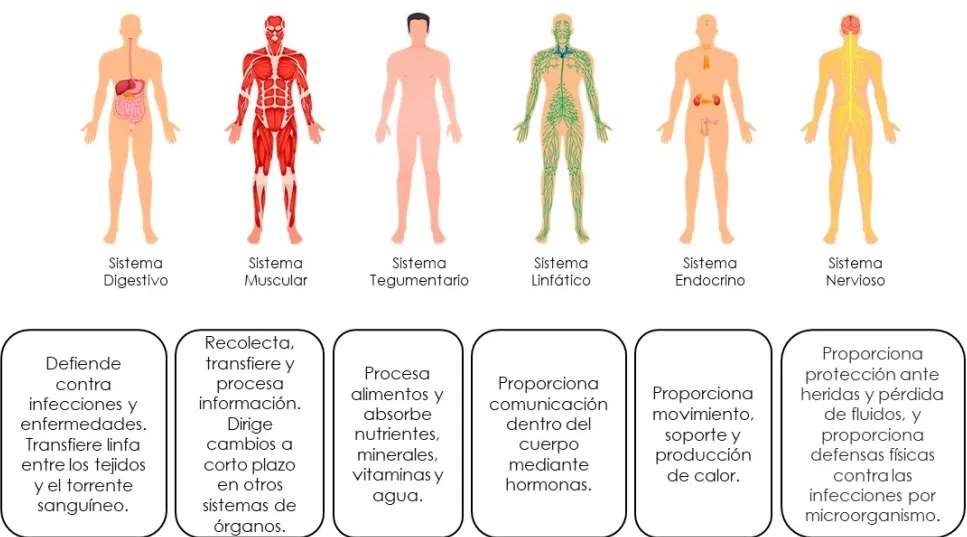 Sistema
Digestivo
Sistema
Muscular
Sistema
Tegumentario
Sistema
Linfático
Sistema
Endocrino
Sistema
Nervioso
Defiende
contra
infecciones y
enfermedades.
Transfiere linfa
entre los tejidos
y el torrente
sanguíneo.
Recolecta,
transfiere y
procesa
información.
Dirige
cambios a
corto plazo
en otros
sistemas de
órganos.
Procesa
alimentos y
absorbe
nutrientes,
minerales,
vitaminas y
agua.
Proporciona
comunicación
dentro del
cuerpo
mediante
hormonas.
Proporciona
movimiento,
soporte y
producción
de calor.
Proporciona
protección ante
heridas y pérdida
de fluidos, y
proporciona
defensas físicas
contra las
infecciones por
microorganismo.